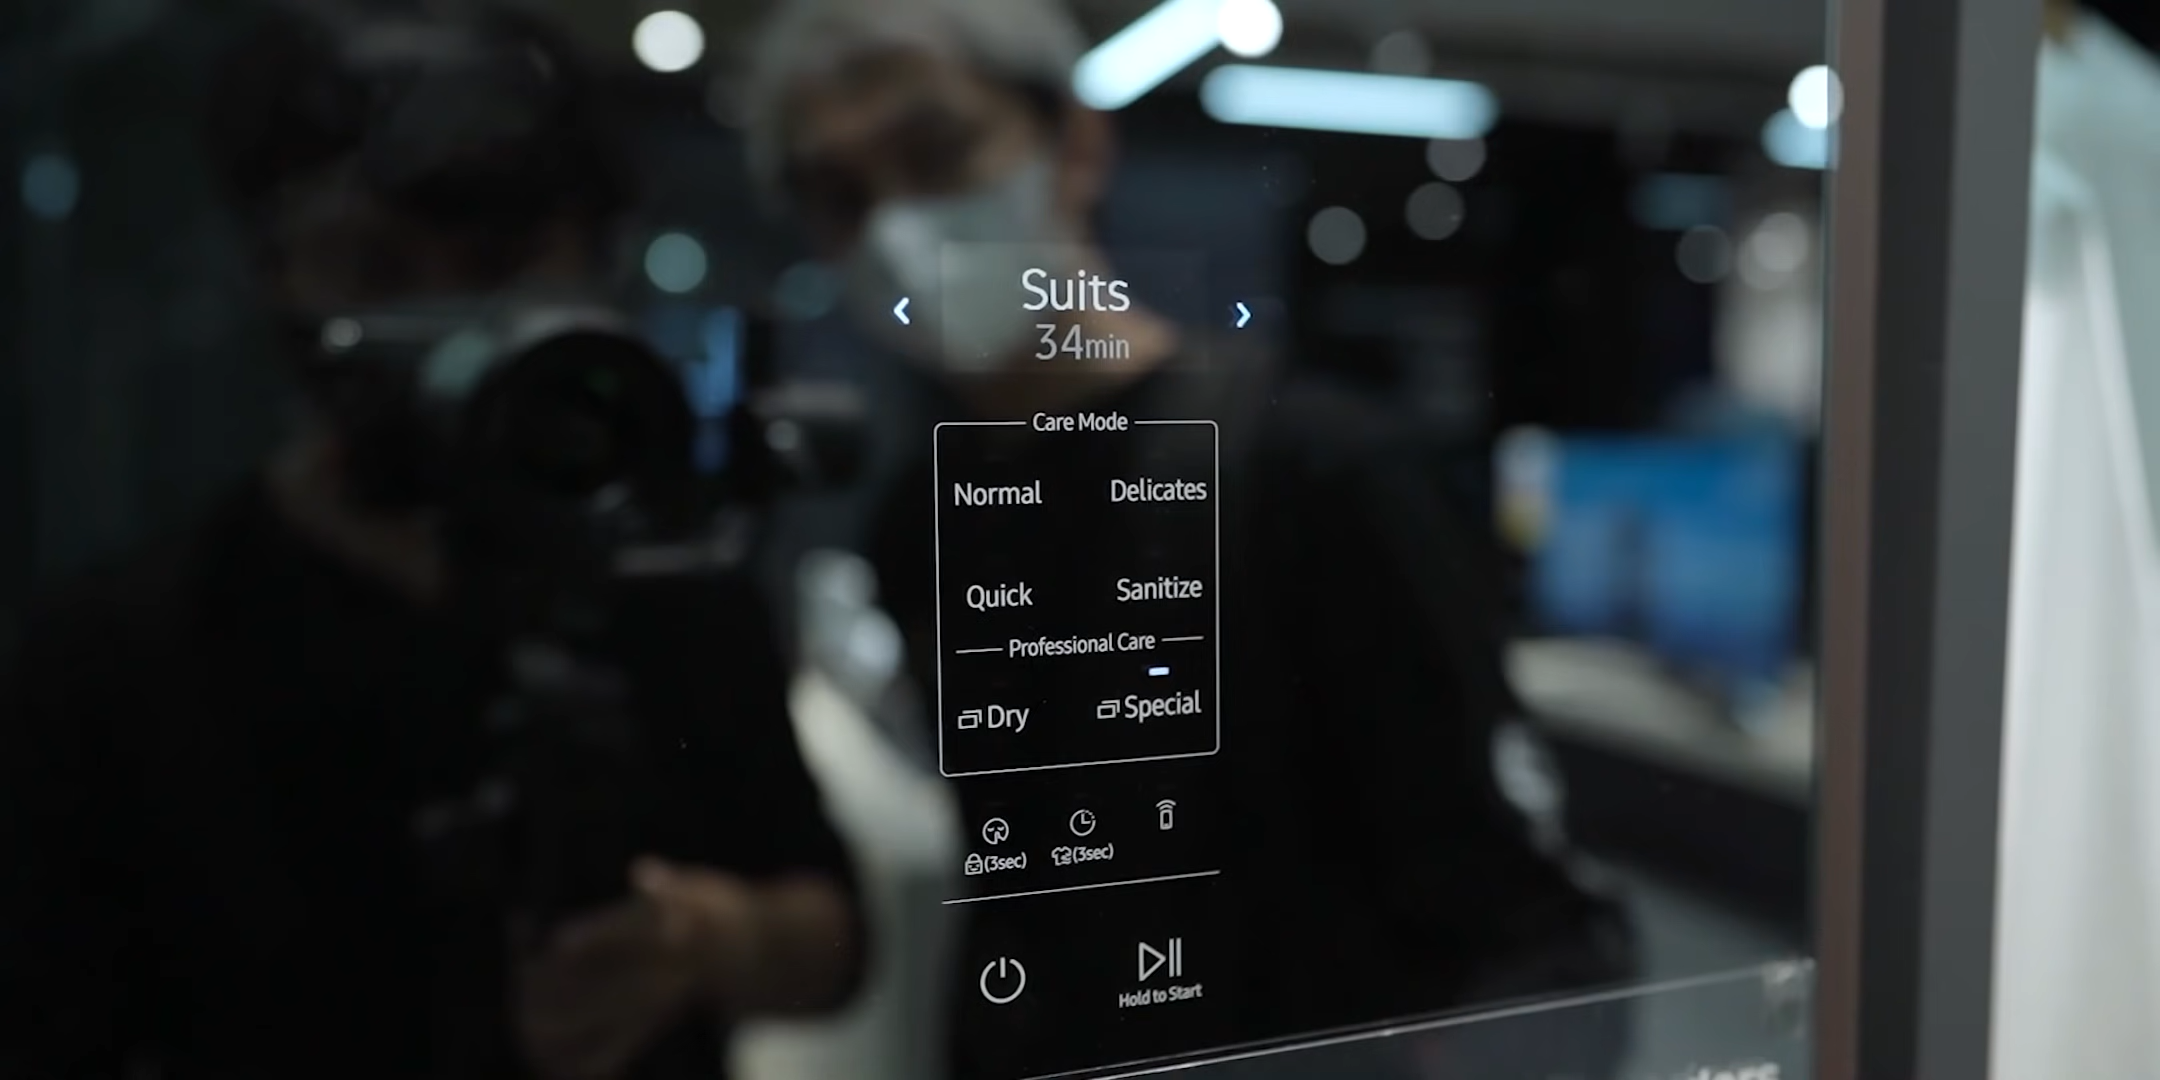 Suits
34min
Care Mode
Normal Delicates
Quick Sanitize
Professional Care
Dry Special
(3sec) (3sec)
Hold to Start